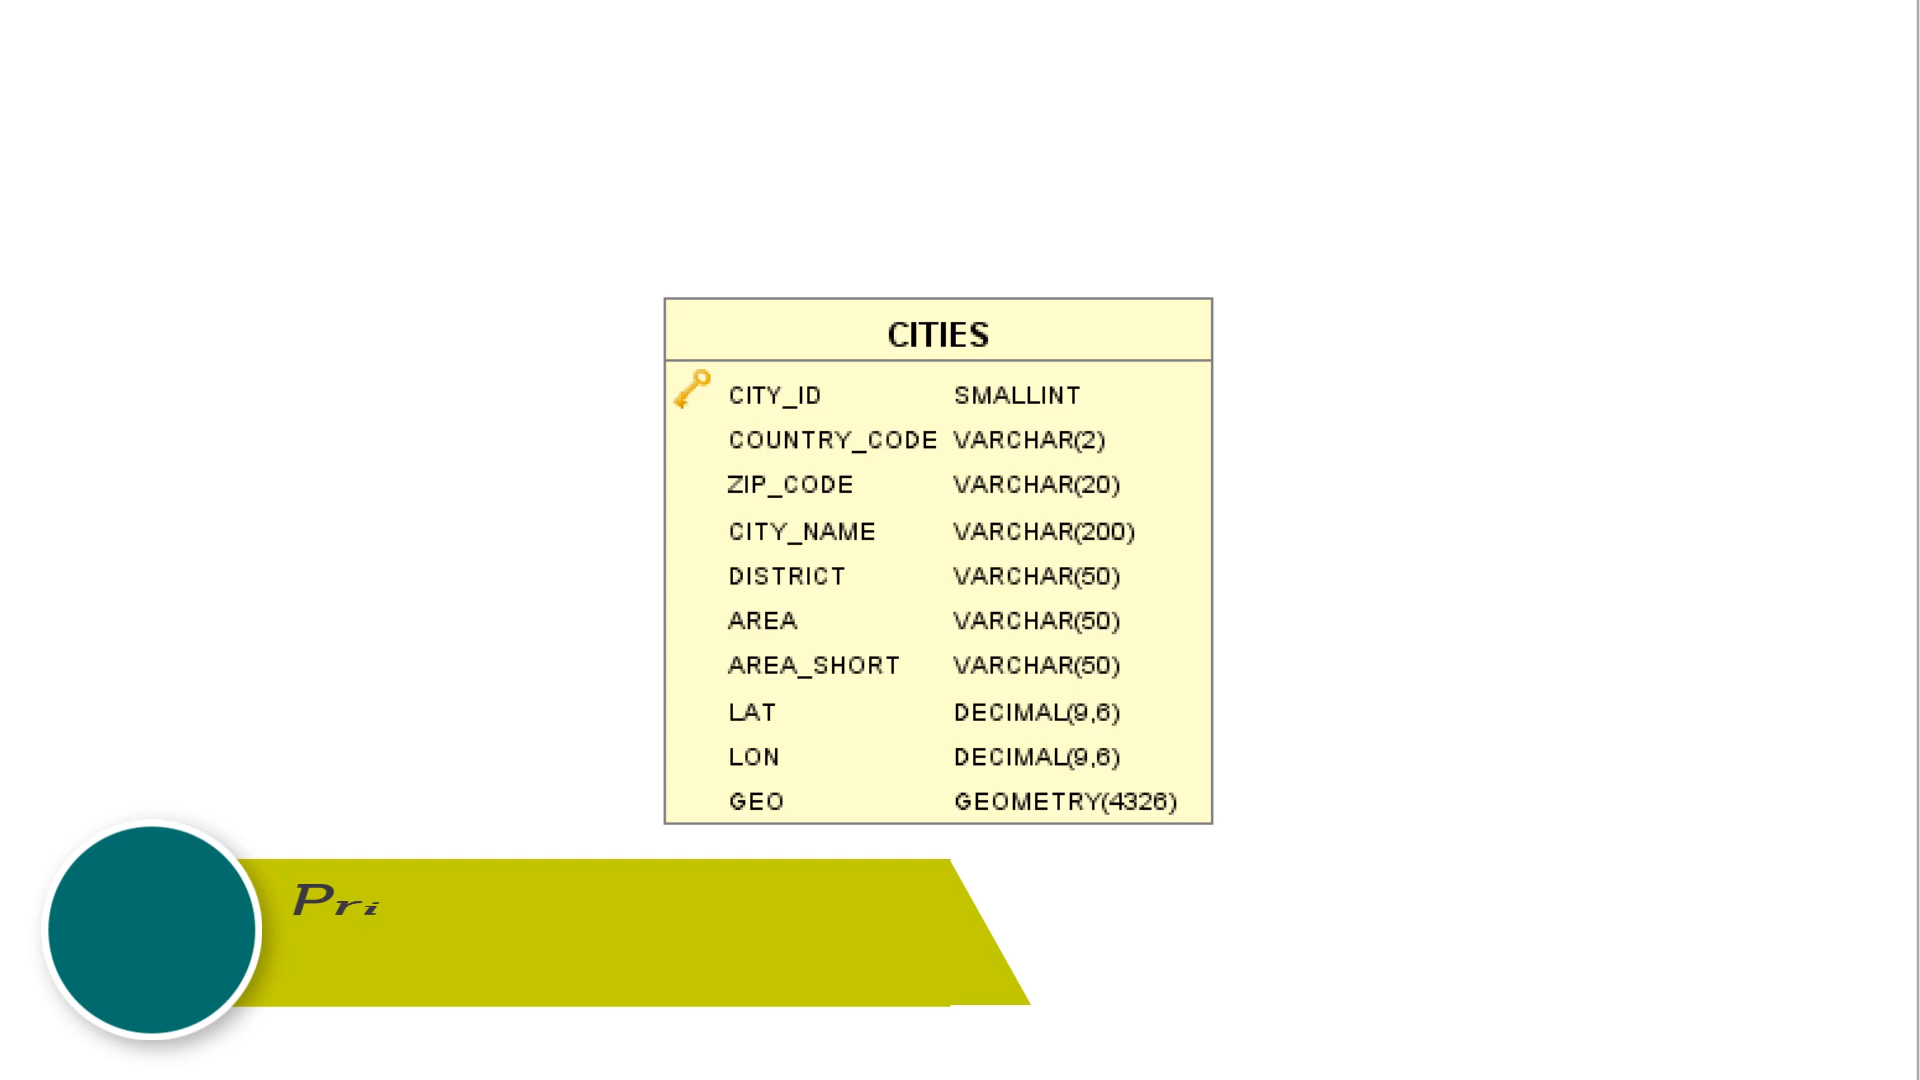 CITIES
CITY_ID SMALLINT
COUNTRY_CODE VARCHAR(2)
ZIP_CODE VARCHAR(20)
CITY_NAME VARCHAR(200)
DISTRICT VARCHAR(50)
AREA VARCHAR(50)
AREA_SHORT VARCHAR(50)
LAT DECIMAL(9,6)
LON DECIMAL(9,6)
GEO GEOMETRY(4326)
Pri